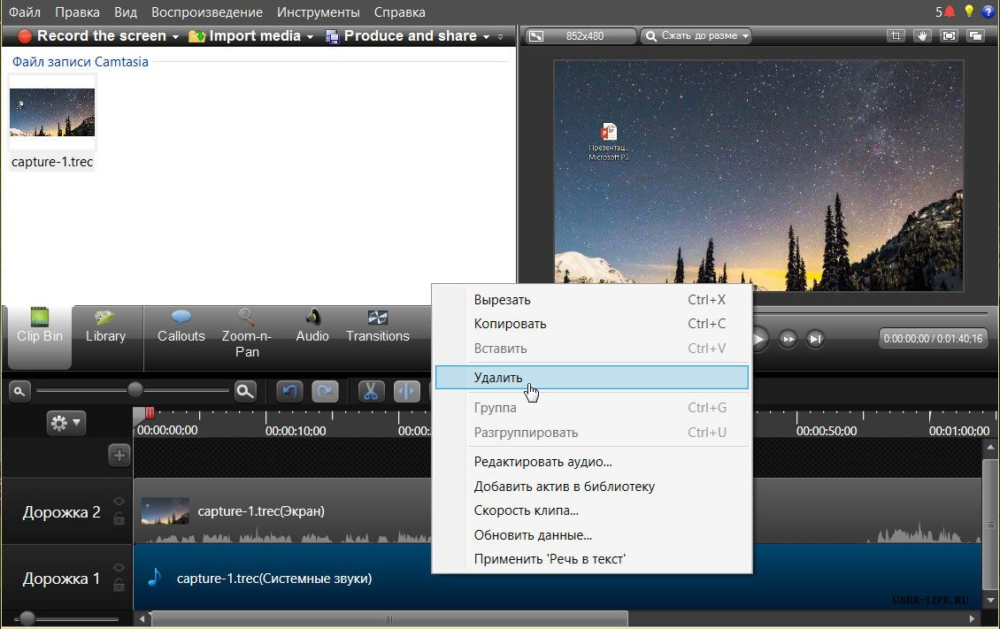 Файл Правка Вид Воспроизведение Инструменты Справка 5
Record the screen Import media Produce and share 852x480 Сжать до разме
Файл записи Camtasia
capture-1.trec
Презентац...
Microsoft P...
Clip Bin Library Callouts Zoom-n-Pan Audio Transitions
0:00:00;00 / 0:01:40;16
Вырезать Ctrl+X
Копировать Ctrl+C
Вставить Ctrl+V
Удалить
Группа Ctrl+G
Разгруппировать Ctrl+U
Редактировать аудио...
Добавить актив в библиотеку
Скорость клипа...
Обновить данные...
Применить 'Речь в текст'
00:00:00;00 00:00:10;00 00:00: 00:00:50;00 00:01:00;00
Дорожка 2 capture-1.trec(Экран)
Дорожка 1 capture-1.trec(Системные звуки)
USER-LIFE.RU